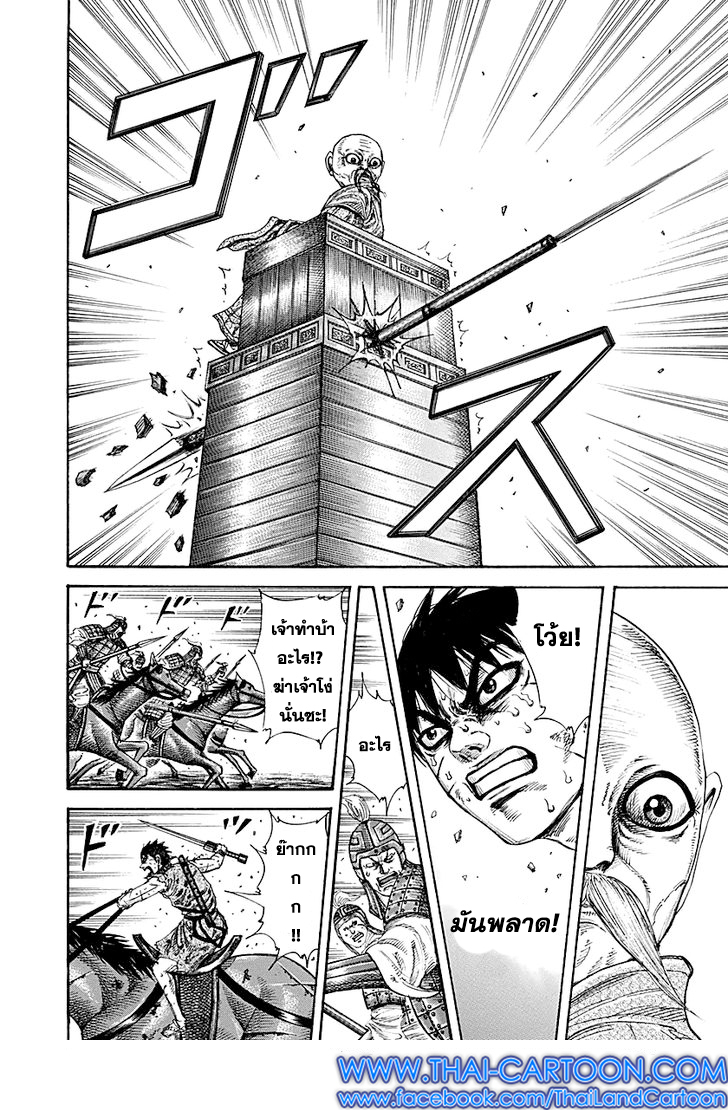 ゴ
ス
โว้ย!
มันพลาด!
อะไร
เจ้าทำบ้า
อะไร!?
ฆ่าเจ้าโง่
นั่นซะ!
ドド
ย๊ากก
ก
ก
!!
ドド
WWW.THAI-CARTOON.COM
www.facebook.com/ThaiLandCartoon